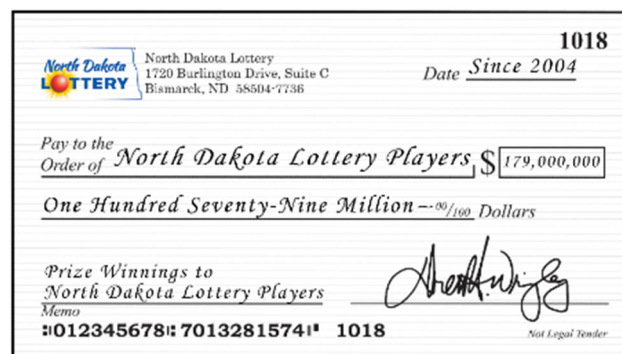 1018
North Dakota
LOTTERY
North Dakota Lottery
1720 Burlington Drive, Suite C
Bismarck, ND 58504-7736
Date Since 2004
Pay to the
Order of North Dakota Lottery Players $ 179,000,000
One Hundred Seventy-Nine Million — 00/100 Dollars
Prize Winnings to
North Dakota Lottery Players
Memo
⑆012345678⑆ 7013281574⑈ 1018
Not Legal Tender